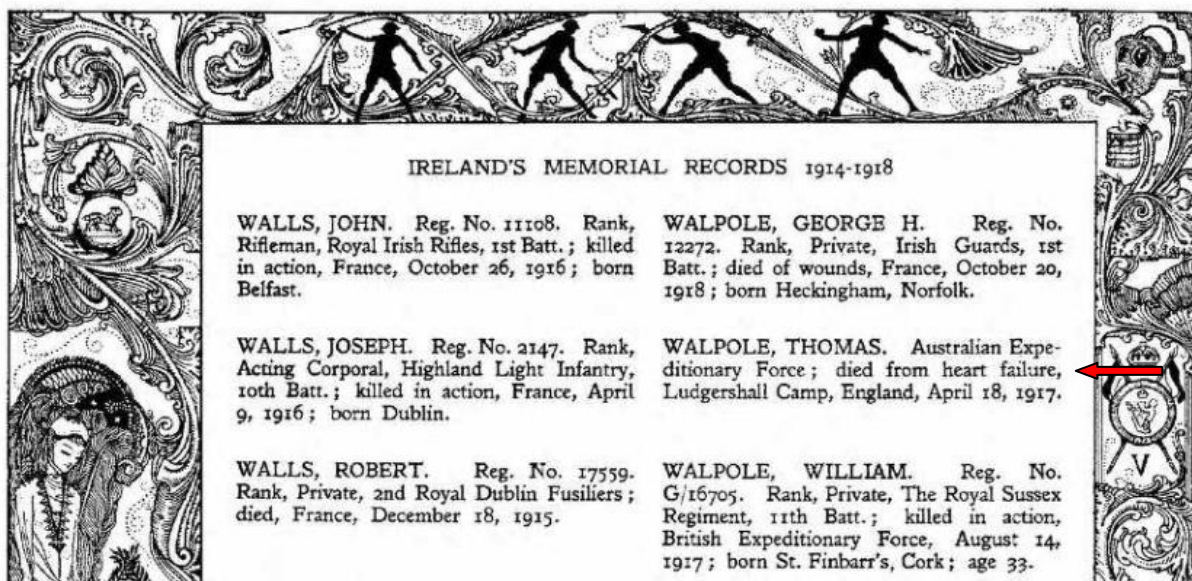 IRELAND'S MEMORIAL RECORDS 1914-1918
WALLS, JOHN. Reg. No. 11108. Rank,
Rifleman, Royal Irish Rifles, 1st Batt.; killed
in action, France, October 26, 1916; born
Belfast.
WALLS, JOSEPH. Reg. No. 2147. Rank,
Acting Corporal, Highland Light Infantry,
10th Batt.; killed in action, France, April
9, 1916; born Dublin.
WALLS, ROBERT. Reg. No. 17559.
Rank, Private, 2nd Royal Dublin Fusiliers;
died, France, December 18, 1915.
WALPOLE, GEORGE H. Reg. No.
12272. Rank, Private, Irish Guards, 1st
Batt.; died of wounds, France, October 20,
1918; born Heckingham, Norfolk.
WALPOLE, THOMAS. Australian Expe-
ditionary Force; died from heart failure,
Ludgershall Camp, England, April 18, 1917.
WALPOLE, WILLIAM. Reg. No.
G/16705. Rank, Private, The Royal Sussex
Regiment, 11th Batt.; killed in action,
British Expeditionary Force, August 14,
1917; born St. Finbarr's, Cork; age 33.
V